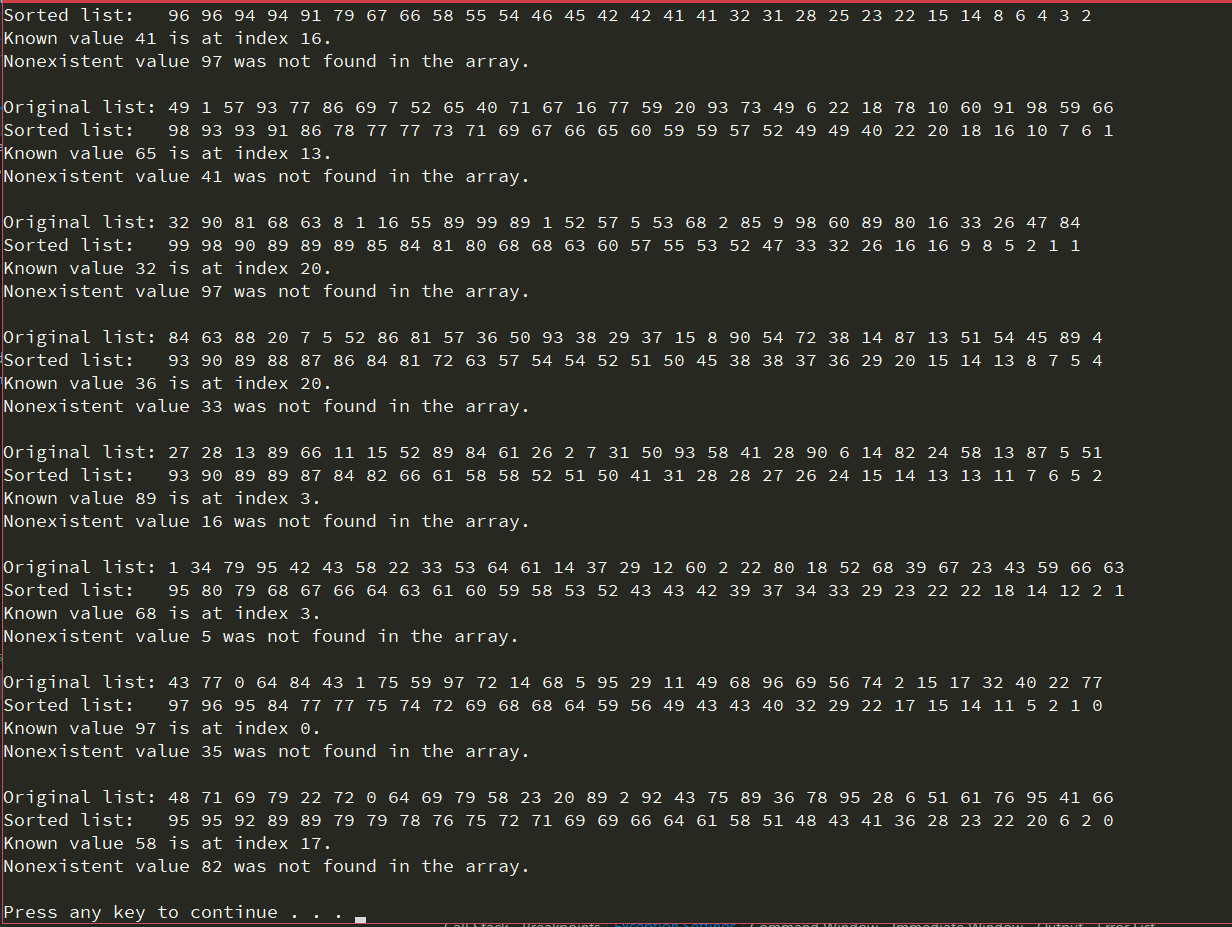 Sorted list:   96 96 94 94 91 79 67 66 58 55 54 46 45 42 42 41 41 32 31 28 25 23 22 15 14 8 6 4 3 2
Known value 41 is at index 16.
Nonexistent value 97 was not found in the array.
Original list: 49 1 57 93 77 86 69 7 52 65 40 71 67 16 77 59 20 93 73 49 6 22 18 78 10 60 91 98 59 66
Sorted list:   98 93 93 91 86 78 77 77 73 71 69 67 66 65 60 59 59 57 52 49 49 40 22 20 18 16 10 7 6 1
Known value 65 is at index 13.
Nonexistent value 41 was not found in the array.
Original list: 32 90 81 68 63 8 1 16 55 89 99 89 1 52 57 5 53 68 2 85 9 98 60 89 80 16 33 26 47 84
Sorted list:   99 98 90 89 89 89 85 84 81 80 68 68 63 60 57 55 53 52 47 33 32 26 16 16 9 8 5 2 1 1
Known value 32 is at index 20.
Nonexistent value 97 was not found in the array.
Original list: 84 63 88 20 7 5 52 86 81 57 36 50 93 38 29 37 15 8 90 54 72 38 14 87 13 51 54 45 89 4
Sorted list:   93 90 89 88 87 86 84 81 72 63 57 54 54 52 51 50 45 38 38 37 36 29 20 15 14 13 8 7 5 4
Known value 36 is at index 20.
Nonexistent value 33 was not found in the array.
Original list: 27 28 13 89 66 11 15 52 89 84 61 26 2 7 31 50 93 58 41 28 90 6 14 82 24 58 13 87 5 51
Sorted list:   93 90 89 89 87 84 82 66 61 58 58 52 51 50 41 31 28 28 27 26 24 15 14 13 13 11 7 6 5 2
Known value 89 is at index 3.
Nonexistent value 16 was not found in the array.
Original list: 1 34 79 95 42 43 58 22 33 53 64 61 14 37 29 12 60 2 22 80 18 52 68 39 67 23 43 59 66 63
Sorted list:   95 80 79 68 67 66 64 63 61 60 59 58 53 52 43 43 42 39 37 34 33 29 23 22 22 18 14 12 2 1
Known value 68 is at index 3.
Nonexistent value 5 was not found in the array.
Original list: 43 77 0 64 84 43 1 75 59 97 72 14 68 5 95 29 11 49 68 96 69 56 74 2 15 17 32 40 22 77
Sorted list:   97 96 95 84 77 77 75 74 72 69 68 68 64 59 56 49 43 43 40 32 29 22 17 15 14 11 5 2 1 0
Known value 97 is at index 0.
Nonexistent value 35 was not found in the array.
Original list: 48 71 69 79 22 72 0 64 69 79 58 23 20 89 2 92 43 75 89 36 78 95 28 6 51 61 76 95 41 66
Sorted list:   95 95 92 89 89 79 79 78 76 75 72 71 69 69 66 64 61 58 51 48 43 41 36 28 23 22 20 6 2 0
Known value 58 is at index 17.
Nonexistent value 82 was not found in the array.
Press any key to continue . . .
Call Stack Breakpoints Exception Settings Command Window Immediate Window Output Error List